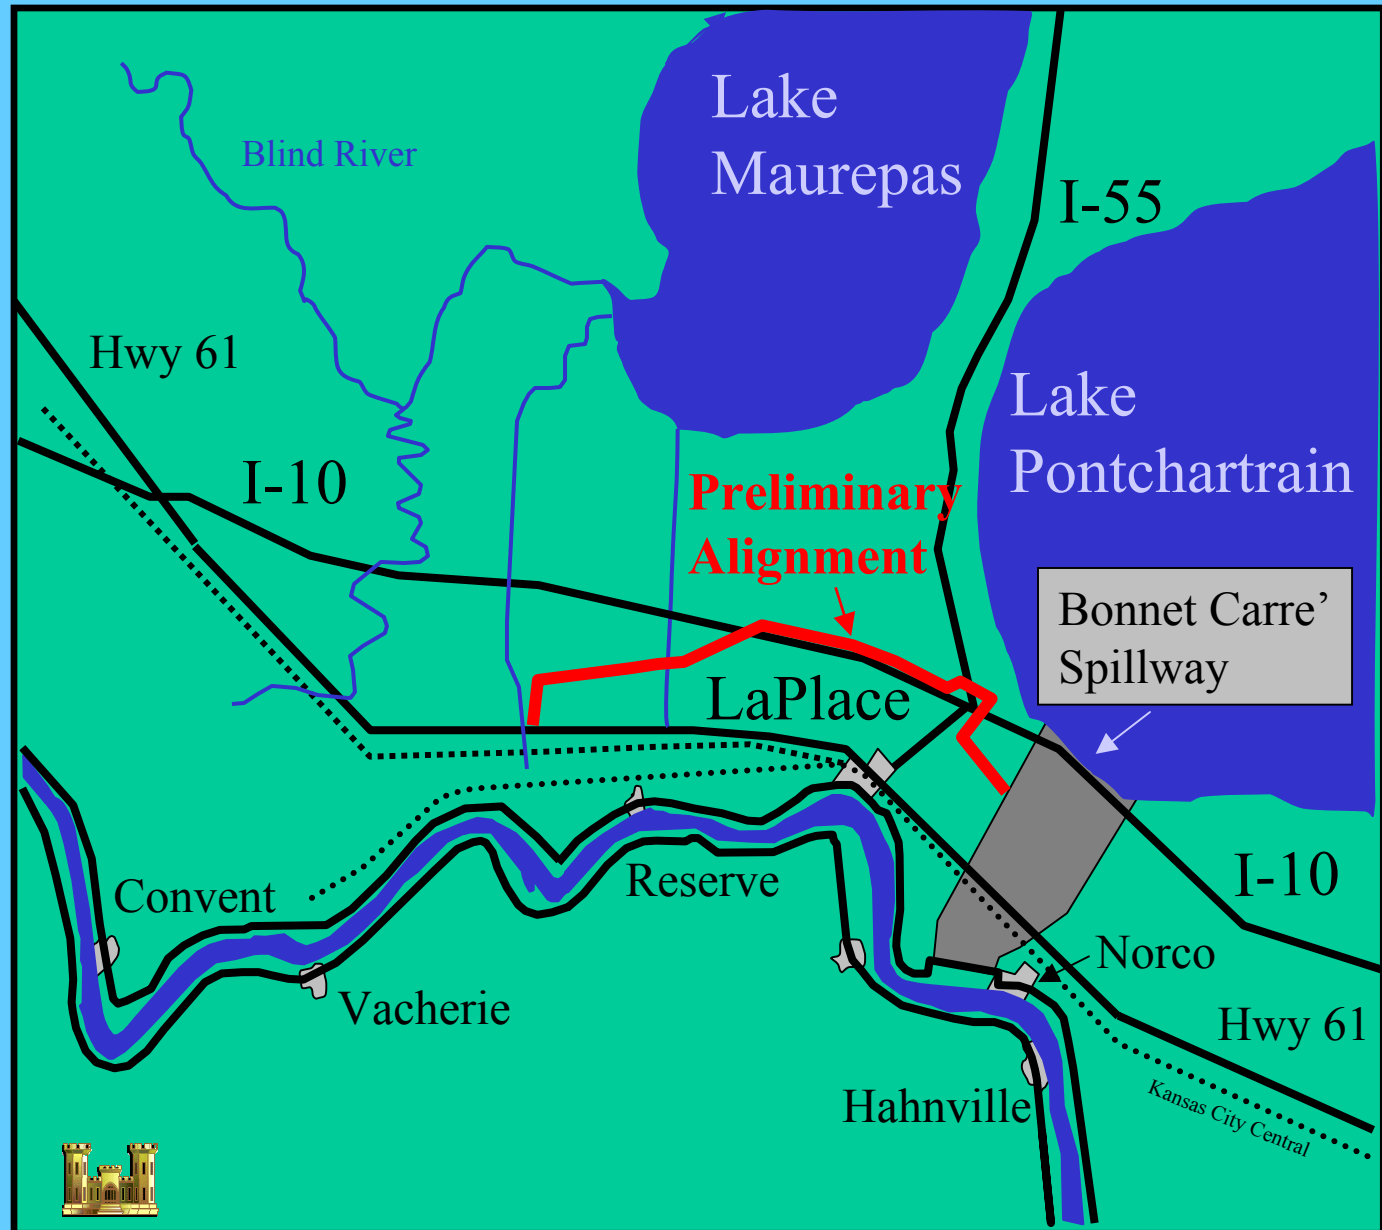 Lake
Maurepas
Blind River
I-55
Hwy 61
Lake
Pontchartrain
I-10
Preliminary
Alignment
Bonnet Carre’
Spillway
LaPlace
Convent
Reserve
I-10
Norco
Vacherie
Hwy 61
Hahnville
Kansas City Central